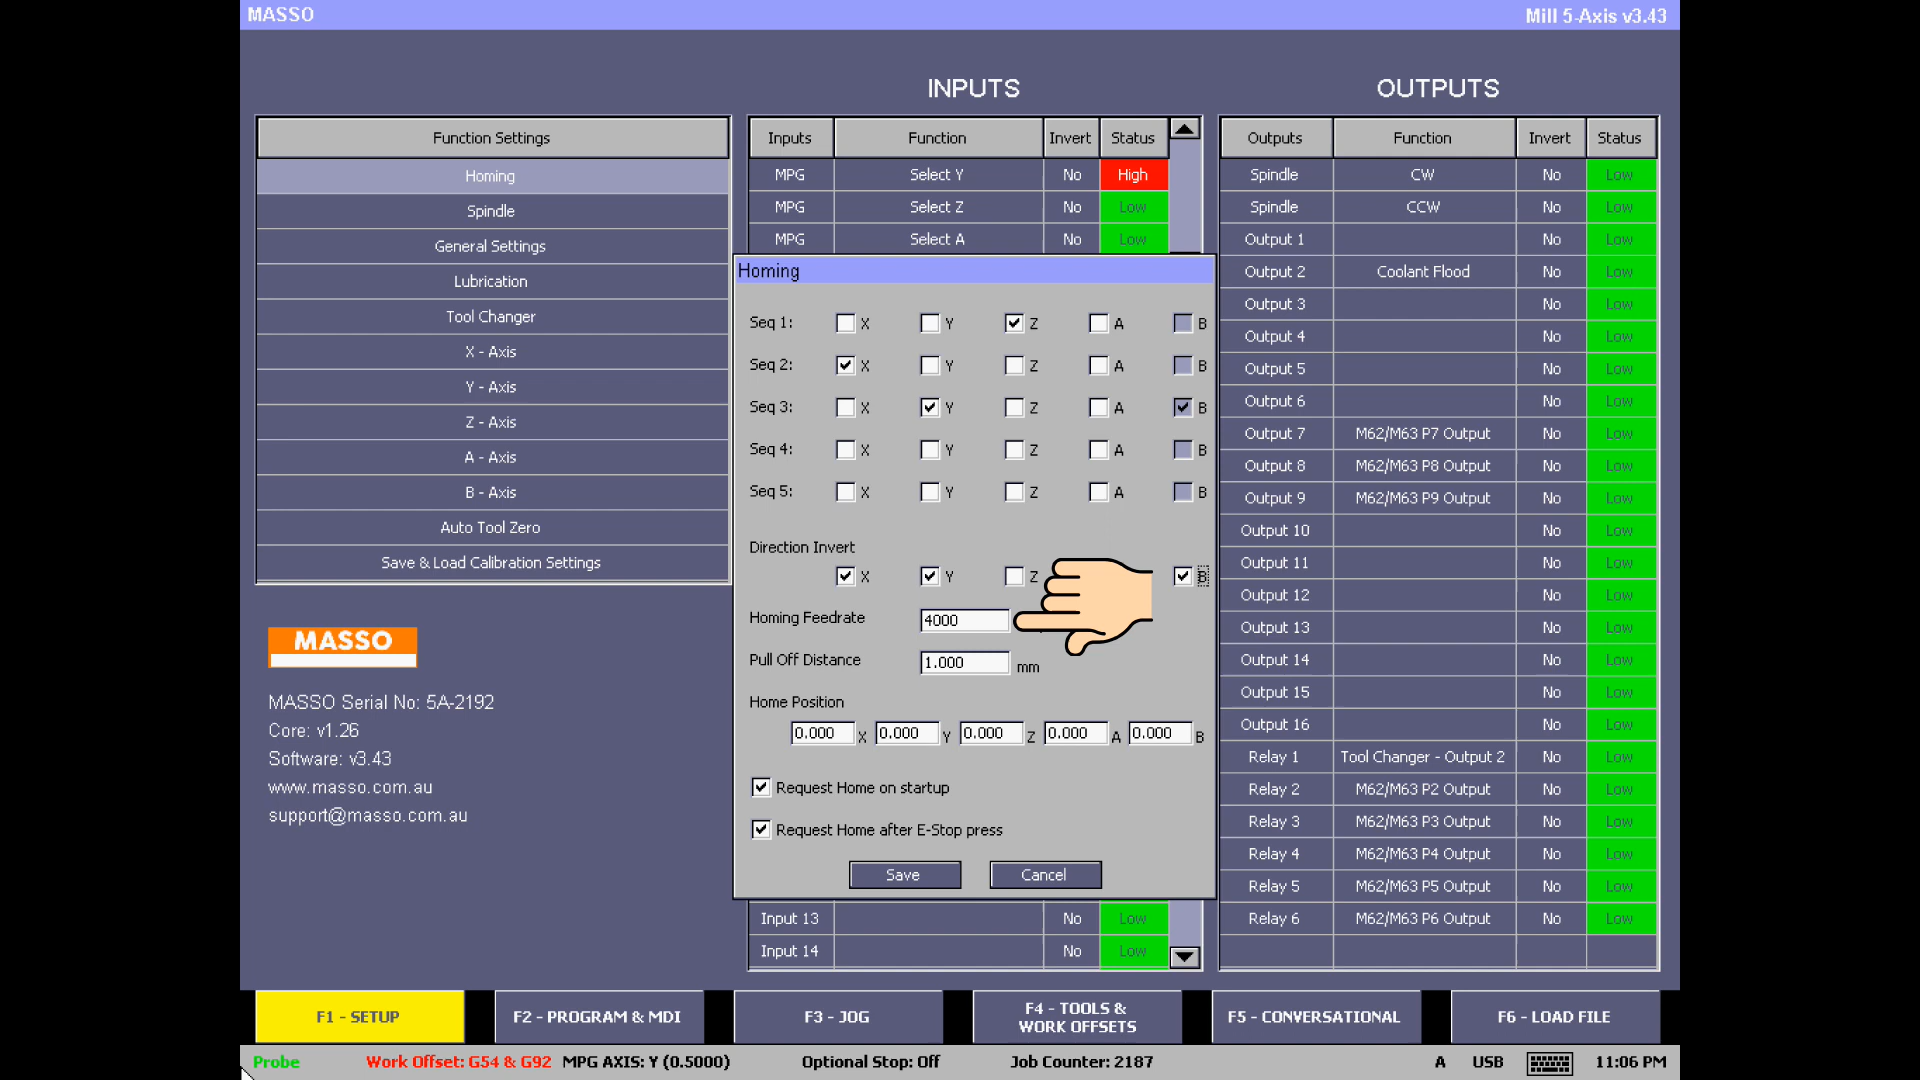 MASSO
Mill 5-Axis v3.43
INPUTS
OUTPUTS
Function Settings
Homing
Spindle
General Settings
Lubrication
Tool Changer
X - Axis
Y - Axis
Z - Axis
A - Axis
B - Axis
Auto Tool Zero
Save & Load Calibration Settings
MASSO
MASSO Serial No: 5A-2192
Core: v1.26
Software: v3.43
www.masso.com.au
support@masso.com.au
Inputs Function Invert Status
MPG Select Y No High
MPG Select Z No Low
MPG Select A No Low
Homing
Seq 1: X Y Z A B
Seq 2: X Y Z A B
Seq 3: X Y Z A B
Seq 4: X Y Z A B
Seq 5: X Y Z A B
Direction Invert
X Y Z B
Homing Feedrate 4000
Pull Off Distance 1.000 mm
Home Position
0.000 X 0.000 Y 0.000 Z 0.000 A 0.000 B
Request Home on startup
Request Home after E-Stop press
Save Cancel
Input 13 No Low
Input 14 No Low
Outputs Function Invert Status
Spindle CW No Low
Spindle CCW No Low
Output 1 No Low
Output 2 Coolant Flood No Low
Output 3 No Low
Output 4 No Low
Output 5 No Low
Output 6 No Low
Output 7 M62/M63 P7 Output No Low
Output 8 M62/M63 P8 Output No Low
Output 9 M62/M63 P9 Output No Low
Output 10 No Low
Output 11 No Low
Output 12 No Low
Output 13 No Low
Output 14 No Low
Output 15 No Low
Output 16 No Low
Relay 1 Tool Changer - Output 2 No Low
Relay 2 M62/M63 P2 Output No Low
Relay 3 M62/M63 P3 Output No Low
Relay 4 M62/M63 P4 Output No Low
Relay 5 M62/M63 P5 Output No Low
Relay 6 M62/M63 P6 Output No Low
F1 - SETUP
F2 - PROGRAM & MDI
F3 - JOG
F4 - TOOLS &
WORK OFFSETS
F5 - CONVERSATIONAL
F6 - LOAD FILE
Probe Work Offset: G54 & G92 MPG AXIS: Y (0.5000) Optional Stop: Off Job Counter: 2187 A USB 11:06 PM